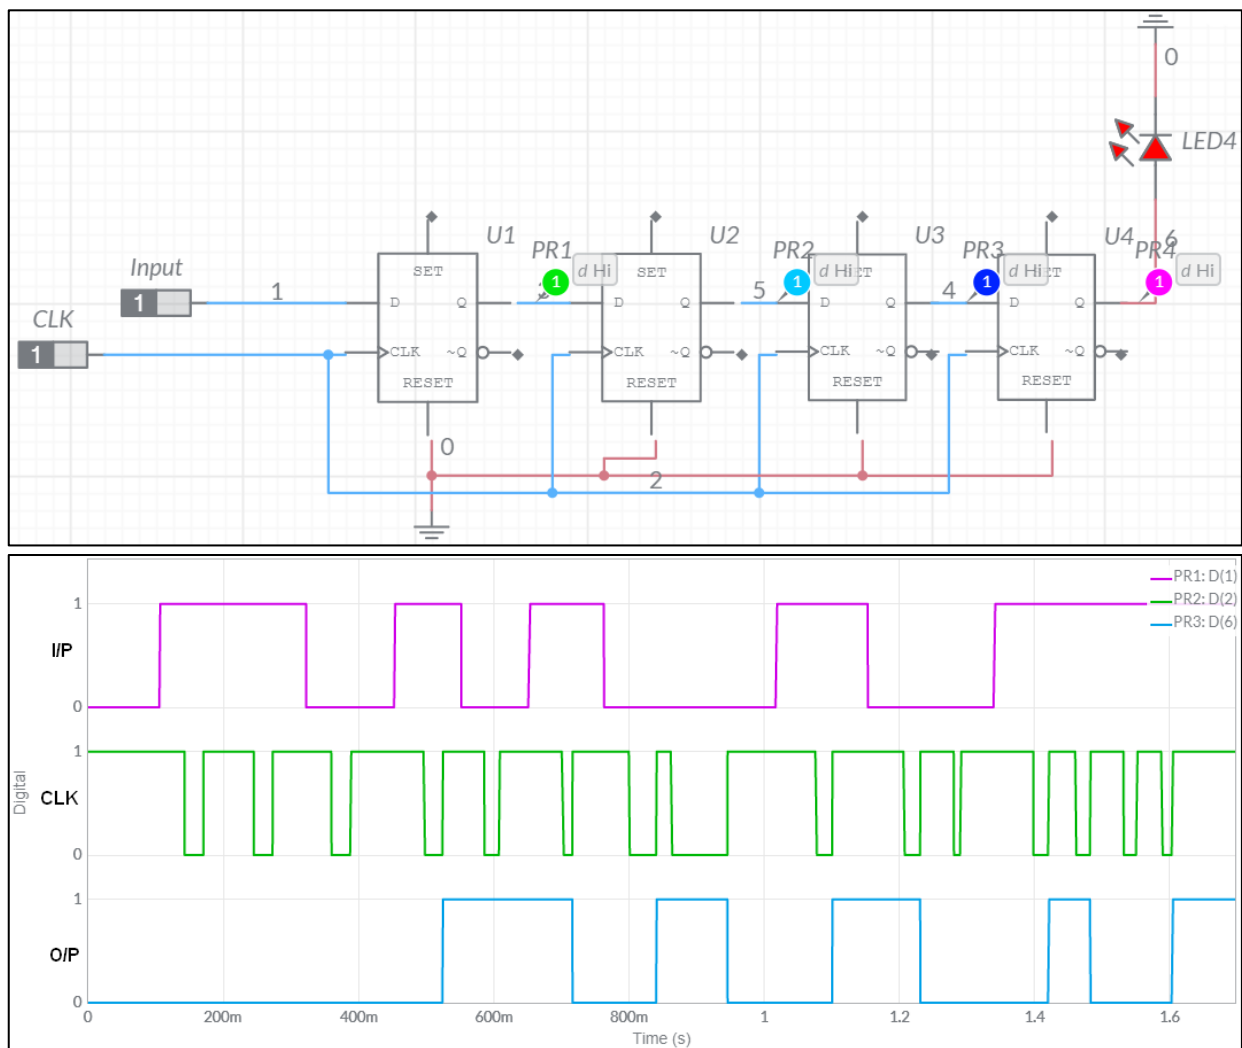 0
LED4
U1
PR1
U2
PR2
U3
PR3
U4
6
PR4
Input
SET
d Hi
SET
d Hi
d Hi
d Hi
1
1
D
Q
1
D
Q
5
1
D
Q
4
1
D
Q
1
CLK
1
CLK
~Q
CLK
~Q
CLK
~Q
CLK
~Q
RESET
RESET
RESET
RESET
0
2
PR1: D(1)
PR2: D(2)
PR3: D(6)
1
I/P
0
1
Digital
CLK
0
1
O/P
0
0
200m
400m
600m
800m
1
1.2
1.4
1.6
Time (s)